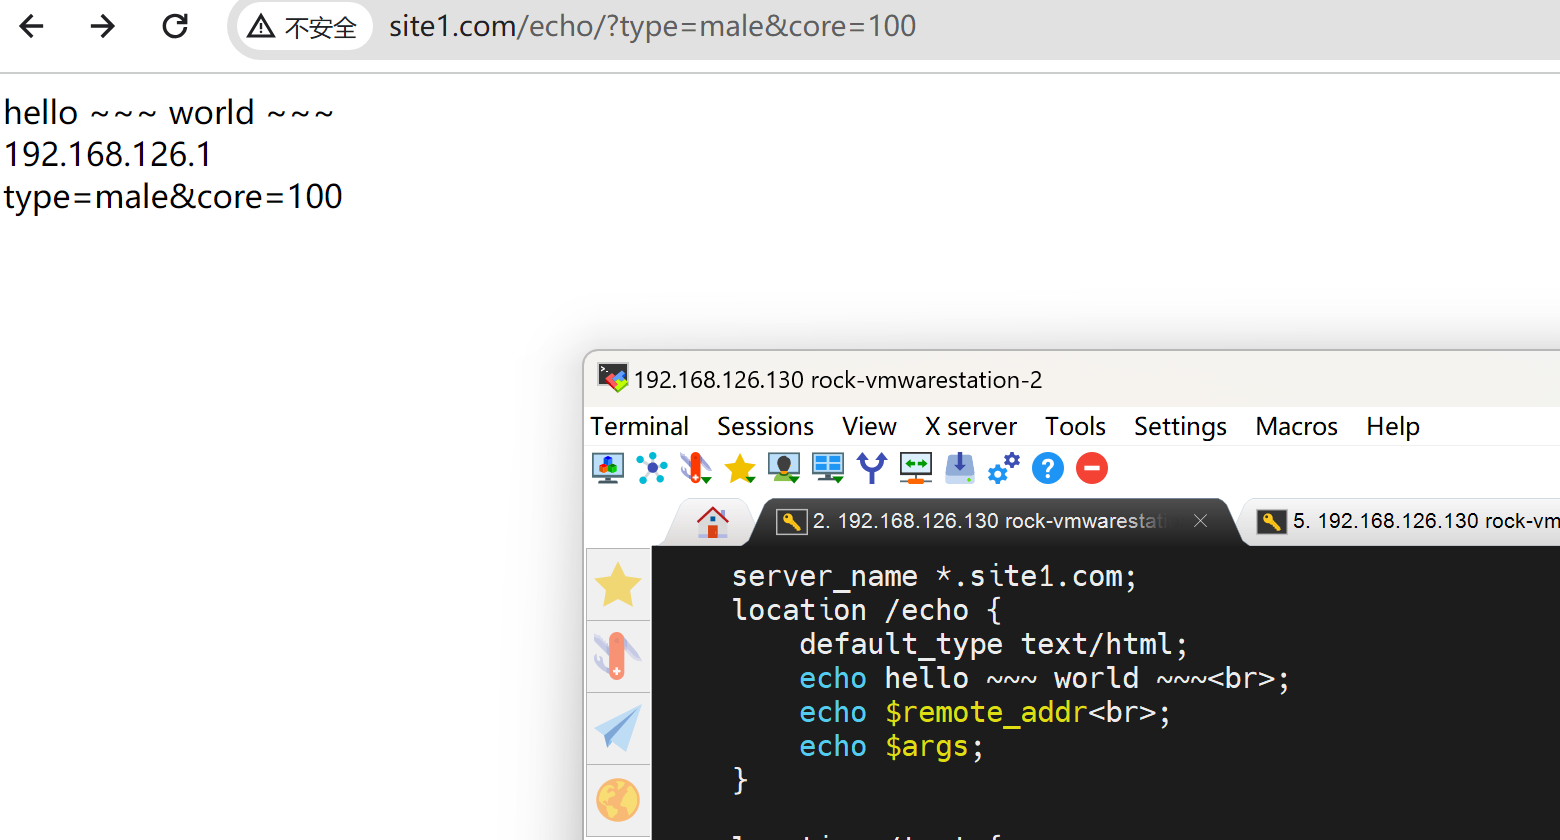 不安全 site1.com/echo/?type=male&core=100
hello ~~~ world ~~~
192.168.126.1
type=male&core=100
192.168.126.130 rock-vmwarestation-2
Terminal Sessions View X server Tools Settings Macros Help
2. 192.168.126.130 rock-vmwarestati 5. 192.168.126.130 rock-vm
server_name *.site1.com;
location /echo {
default_type text/html;
echo hello ~~~ world ~~~<br>;
echo $remote_addr<br>;
echo $args;
}